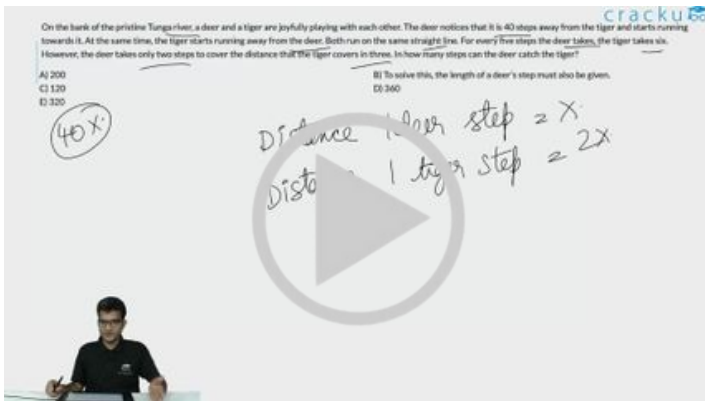 cracku
On the bank of the pristine Tunga river, a deer and a tiger are joyfully playing with each other. The deer notices that it is 40 steps away from the tiger and starts running
towards it. At the same time, the tiger starts running away from the deer. Both run on the same straight line. For every five steps the deer takes, the tiger takes six.
However, the deer takes only two steps to cover the distance that the tiger covers in three. In how many steps can the deer catch the tiger?
A) 200
B) To solve this, the length of a deer's step must also be given.
C) 120
D) 360
E) 320
40 x.
Distance 1 deer step = x.
1 tiger step = 2x